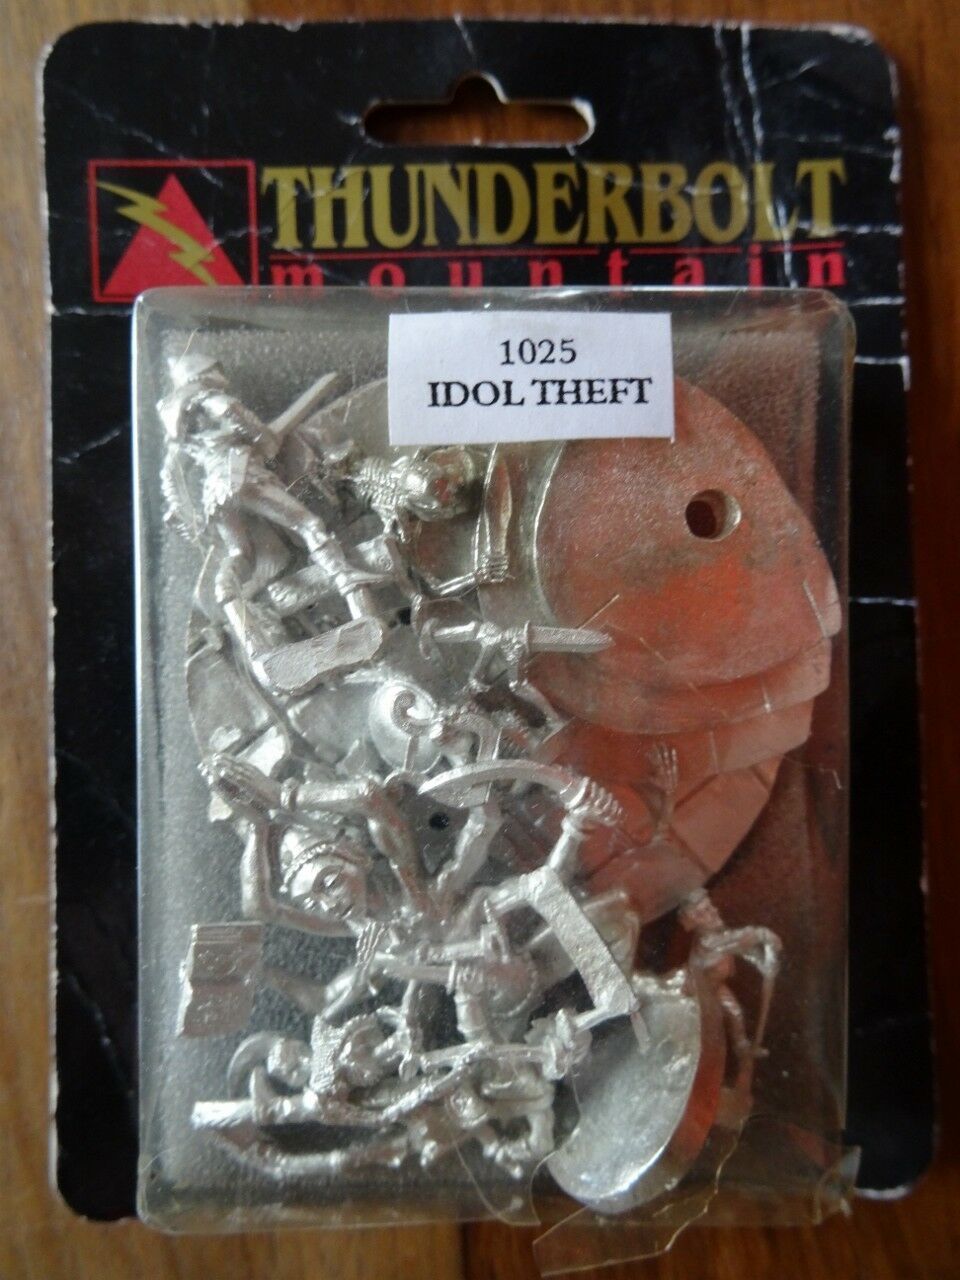 THUNDERBOLT
mountain
1025
IDOL THEFT